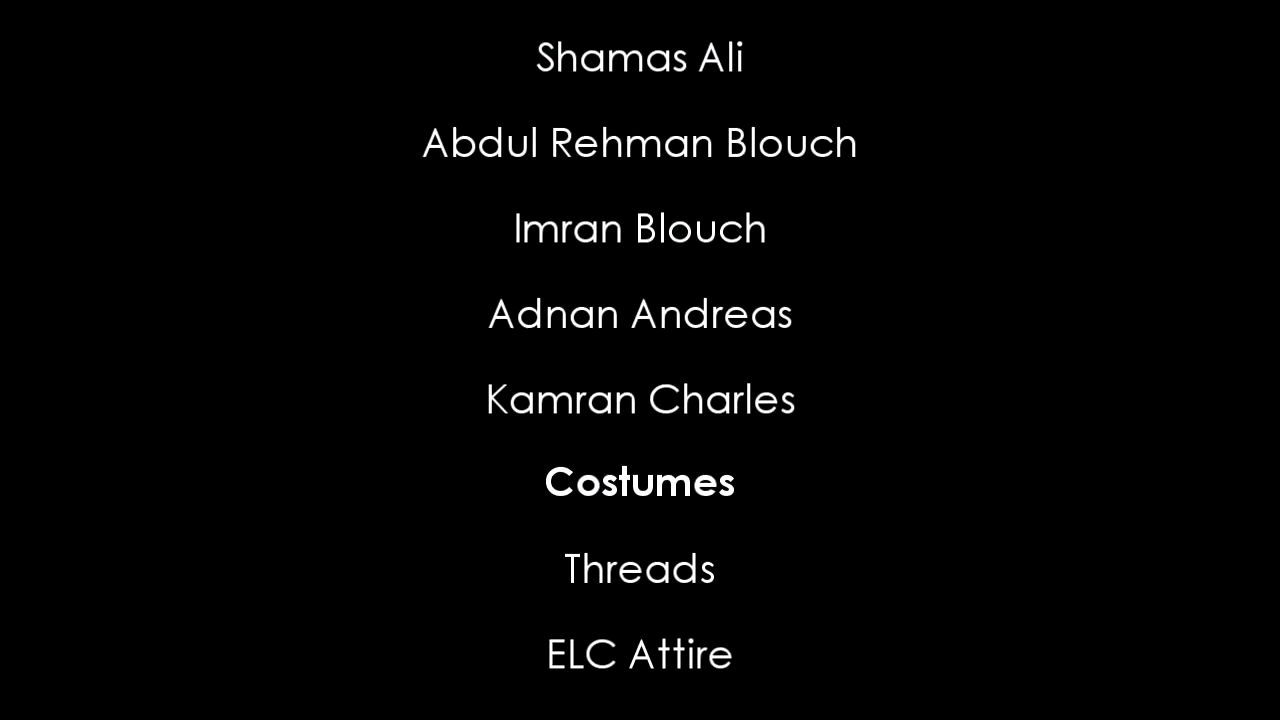 Shamas Ali
Abdul Rehman Blouch
Imran Blouch
Adnan Andreas
Kamran Charles
Costumes
Threads
ELC Attire